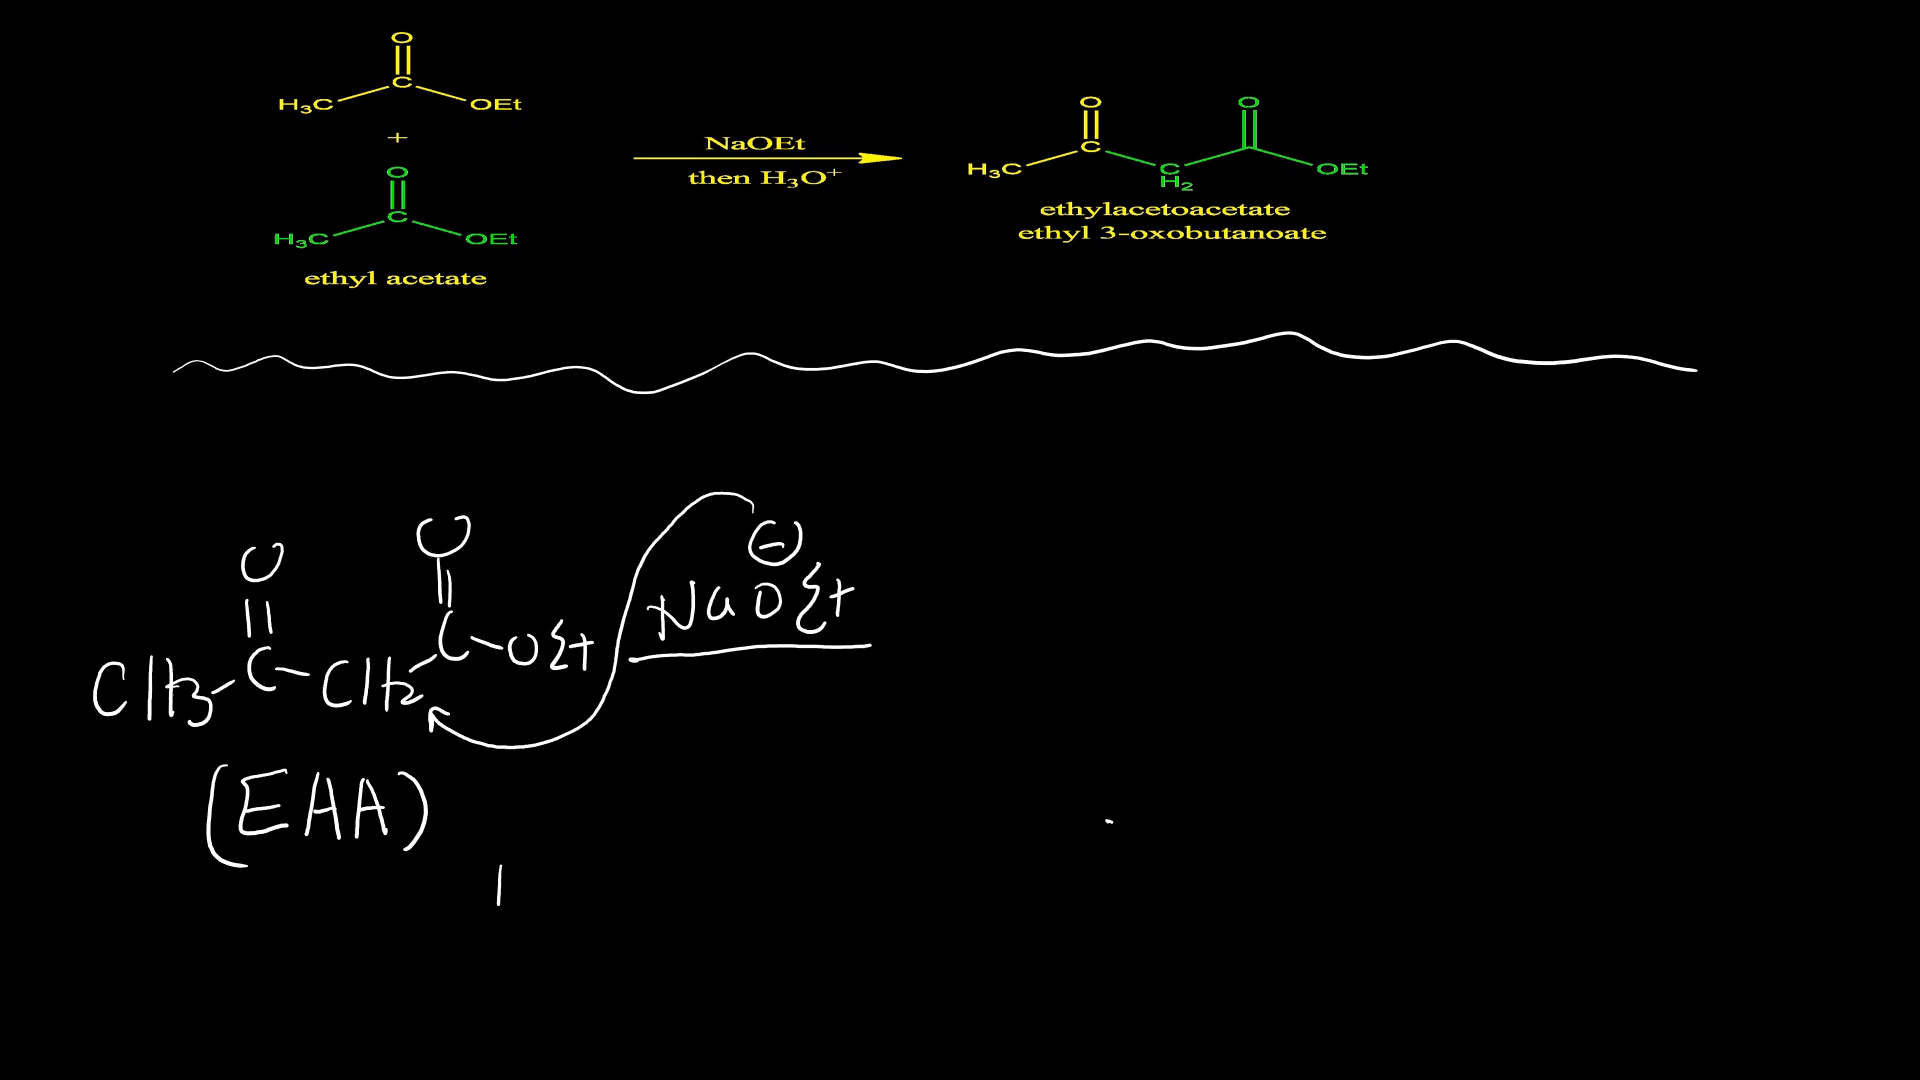 O
H3C C OEt
+
O
H3C C OEt
ethyl acetate
NaOEt
then H3O+
O O
H3C C C H2 OEt
ethylacetoacetate
ethyl 3-oxobutanoate
O O ⊖
CH3-C-CH2-C-OEt NaOEt
(EAA)